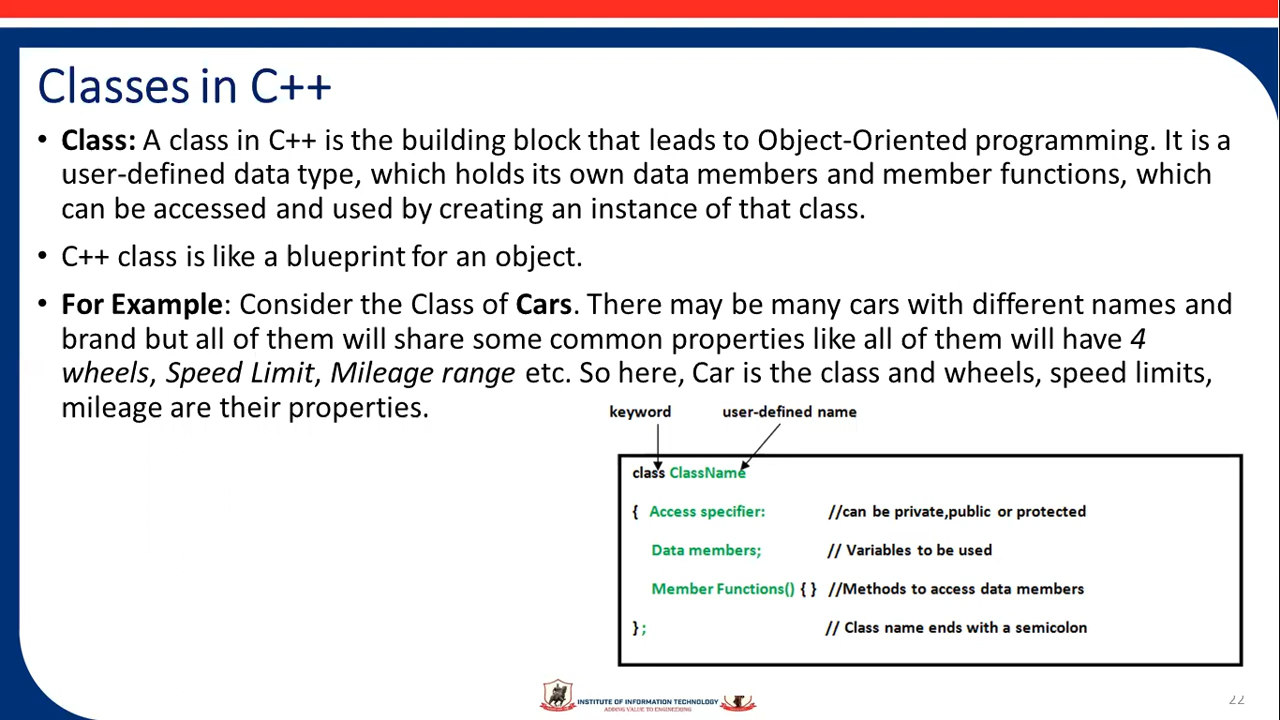 Classes in C++
• Class: A class in C++ is the building block that leads to Object-Oriented programming. It is a
user-defined data type, which holds its own data members and member functions, which
can be accessed and used by creating an instance of that class.
• C++ class is like a blueprint for an object.
• For Example: Consider the Class of Cars. There may be many cars with different names and
brand but all of them will share some common properties like all of them will have 4
wheels, Speed Limit, Mileage range etc. So here, Car is the class and wheels, speed limits,
mileage are their properties.
keyword user-defined name
class ClassName
{ Access specifier: //can be private,public or protected
Data members; // Variables to be used
Member Functions() { } //Methods to access data members
} ; // Class name ends with a semicolon
INSTITUTE OF INFORMATION TECHNOLOGY
ADDING VALUE TO ENGINEERING
22